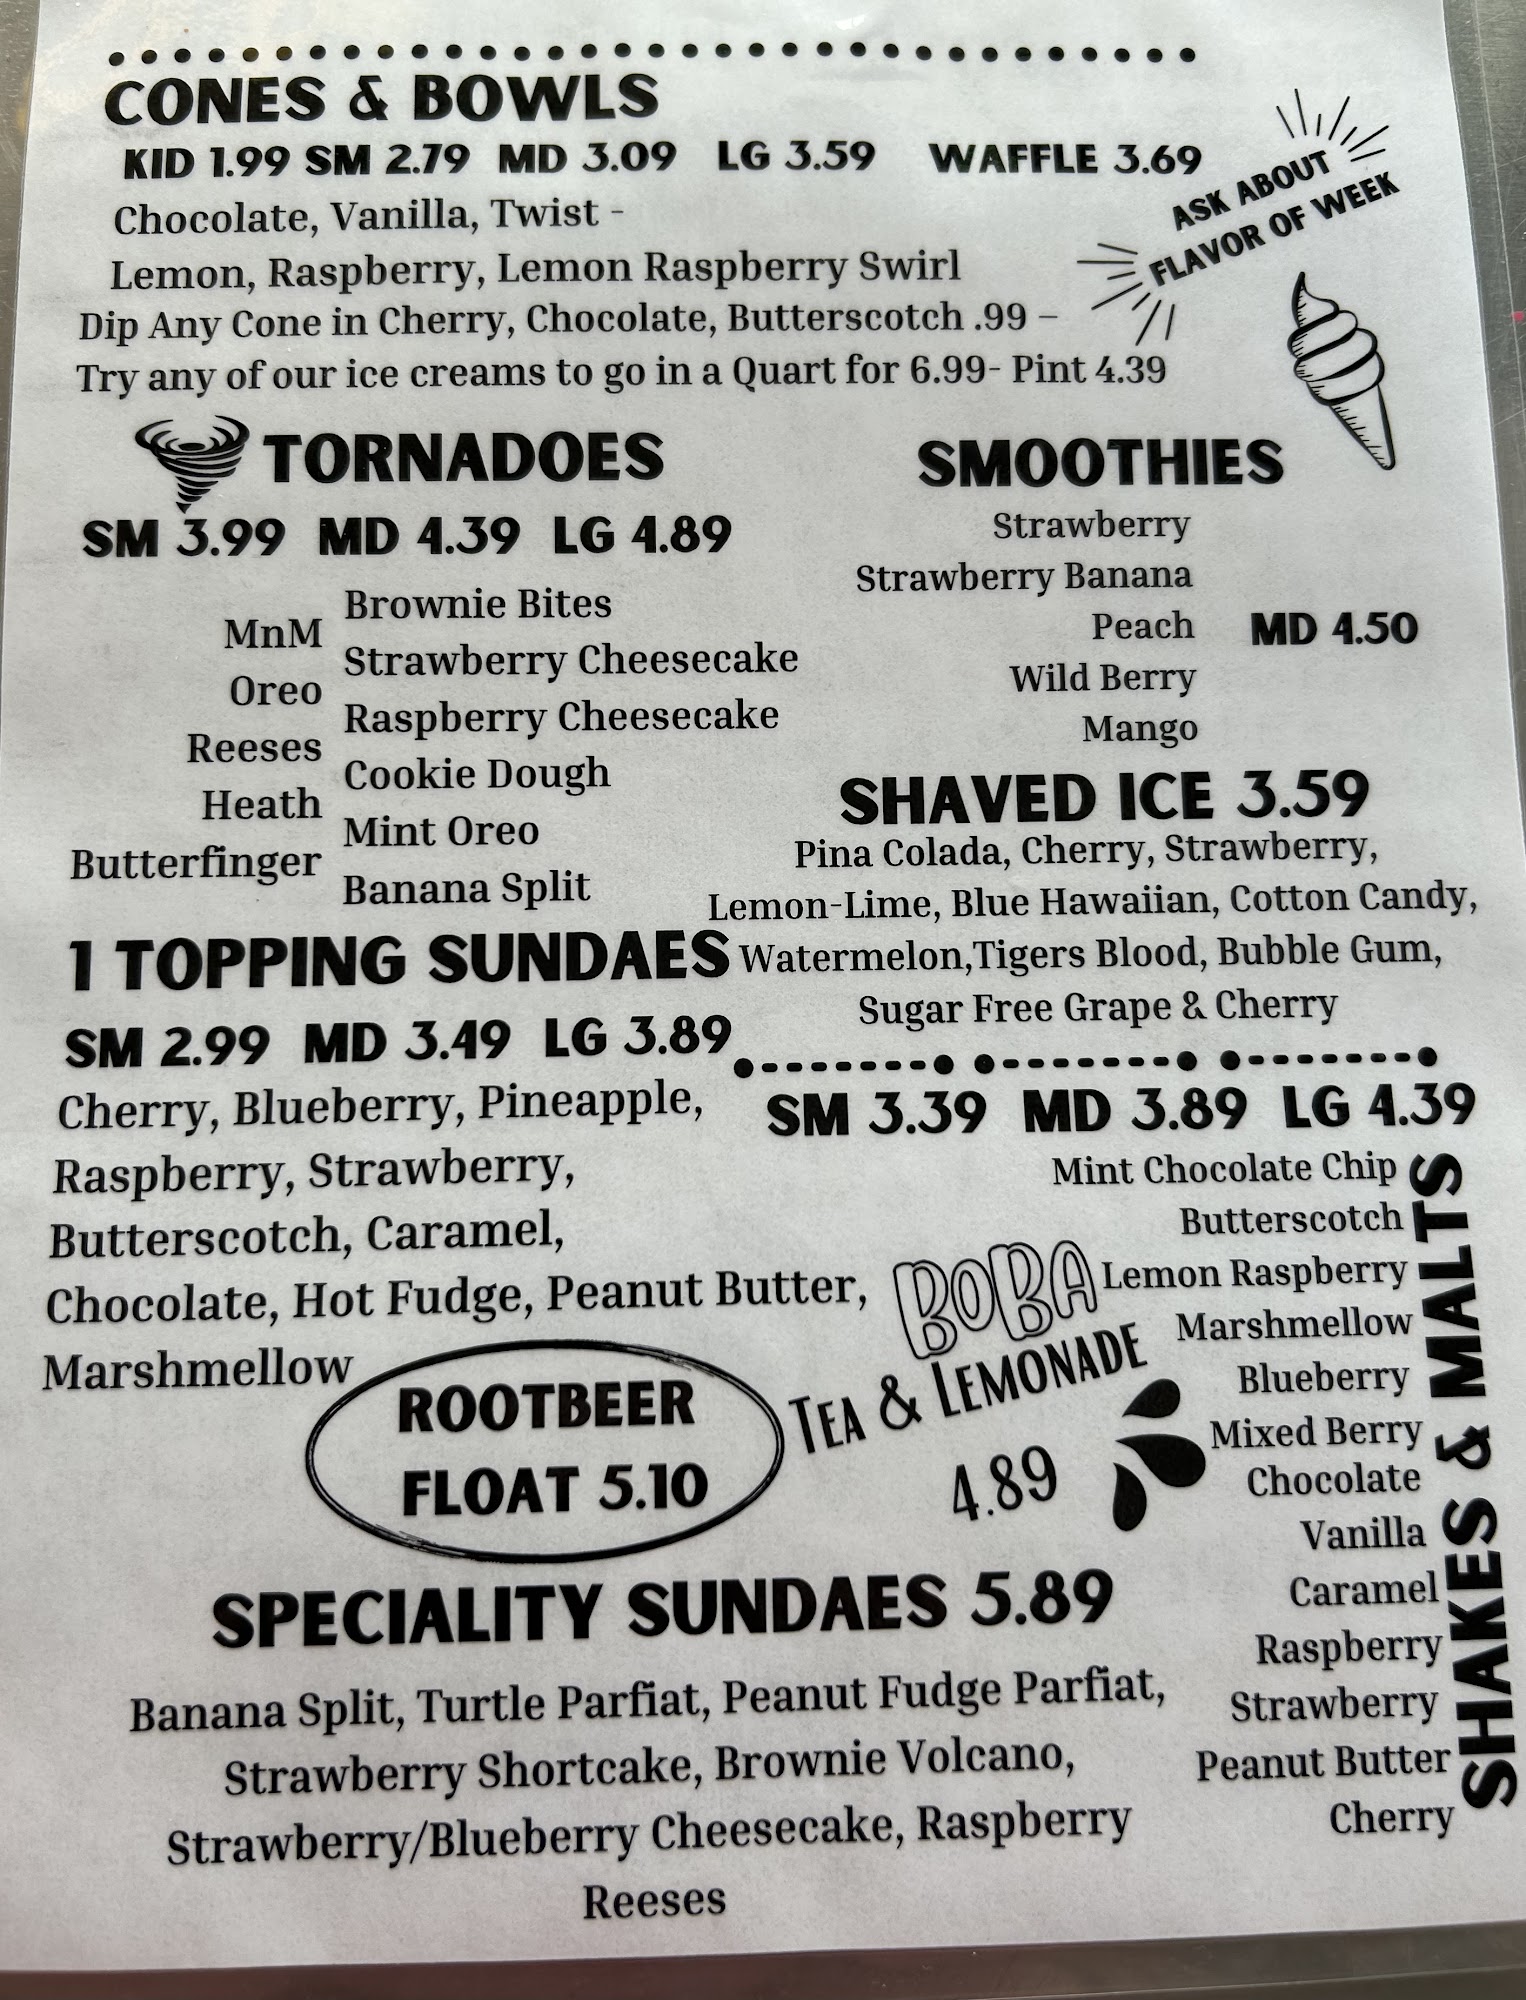 CONES & BOWLS
KID 1.99 SM 2.79 MD 3.09 LG 3.59 WAFFLE 3.69
Chocolate, Vanilla, Twist -
Lemon, Raspberry, Lemon Raspberry Swirl
Dip Any Cone in Cherry, Chocolate, Butterscotch .99 –
Try any of our ice creams to go in a Quart for 6.99- Pint 4.39
ASK ABOUT
FLAVOR OF WEEK
TORNADOES
SM 3.99 MD 4.39 LG 4.89
MnM
Oreo
Reeses
Heath
Butterfinger
Brownie Bites
Strawberry Cheesecake
Raspberry Cheesecake
Cookie Dough
Mint Oreo
Banana Split
SMOOTHIES
Strawberry
Strawberry Banana
Peach
Wild Berry
Mango
MD 4.50
SHAVED ICE 3.59
Pina Colada, Cherry, Strawberry,
Lemon-Lime, Blue Hawaiian, Cotton Candy,
Watermelon,Tigers Blood, Bubble Gum,
Sugar Free Grape & Cherry
1 TOPPING SUNDAES
SM 2.99 MD 3.49 LG 3.89
Cherry, Blueberry, Pineapple,
Raspberry, Strawberry,
Butterscotch, Caramel,
Chocolate, Hot Fudge, Peanut Butter,
Marshmellow
SHAKES & MALTS
SM 3.39 MD 3.89 LG 4.39
Mint Chocolate Chip
Butterscotch
Lemon Raspberry
Marshmellow
Blueberry
Mixed Berry
Chocolate
Vanilla
Caramel
Raspberry
Strawberry
Peanut Butter
Cherry
BOBA
TEA & LEMONADE
4.89
ROOTBEER
FLOAT 5.10
SPECIALITY SUNDAES 5.89
Banana Split, Turtle Parfiat, Peanut Fudge Parfiat,
Strawberry Shortcake, Brownie Volcano,
Strawberry/Blueberry Cheesecake, Raspberry
Reeses